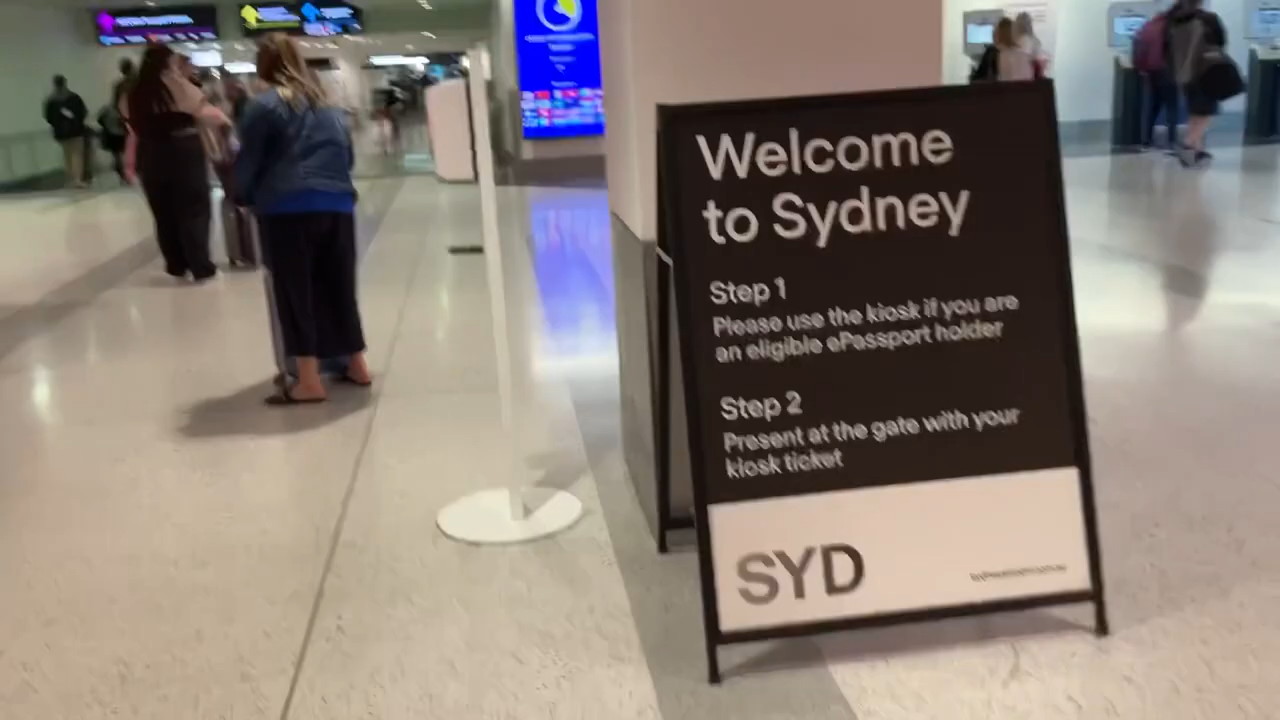 Welcome
to Sydney
Step 1
Please use the kiosk if you are
an eligible ePassport holder
Step 2
Present at the gate with your
kiosk ticket
SYD